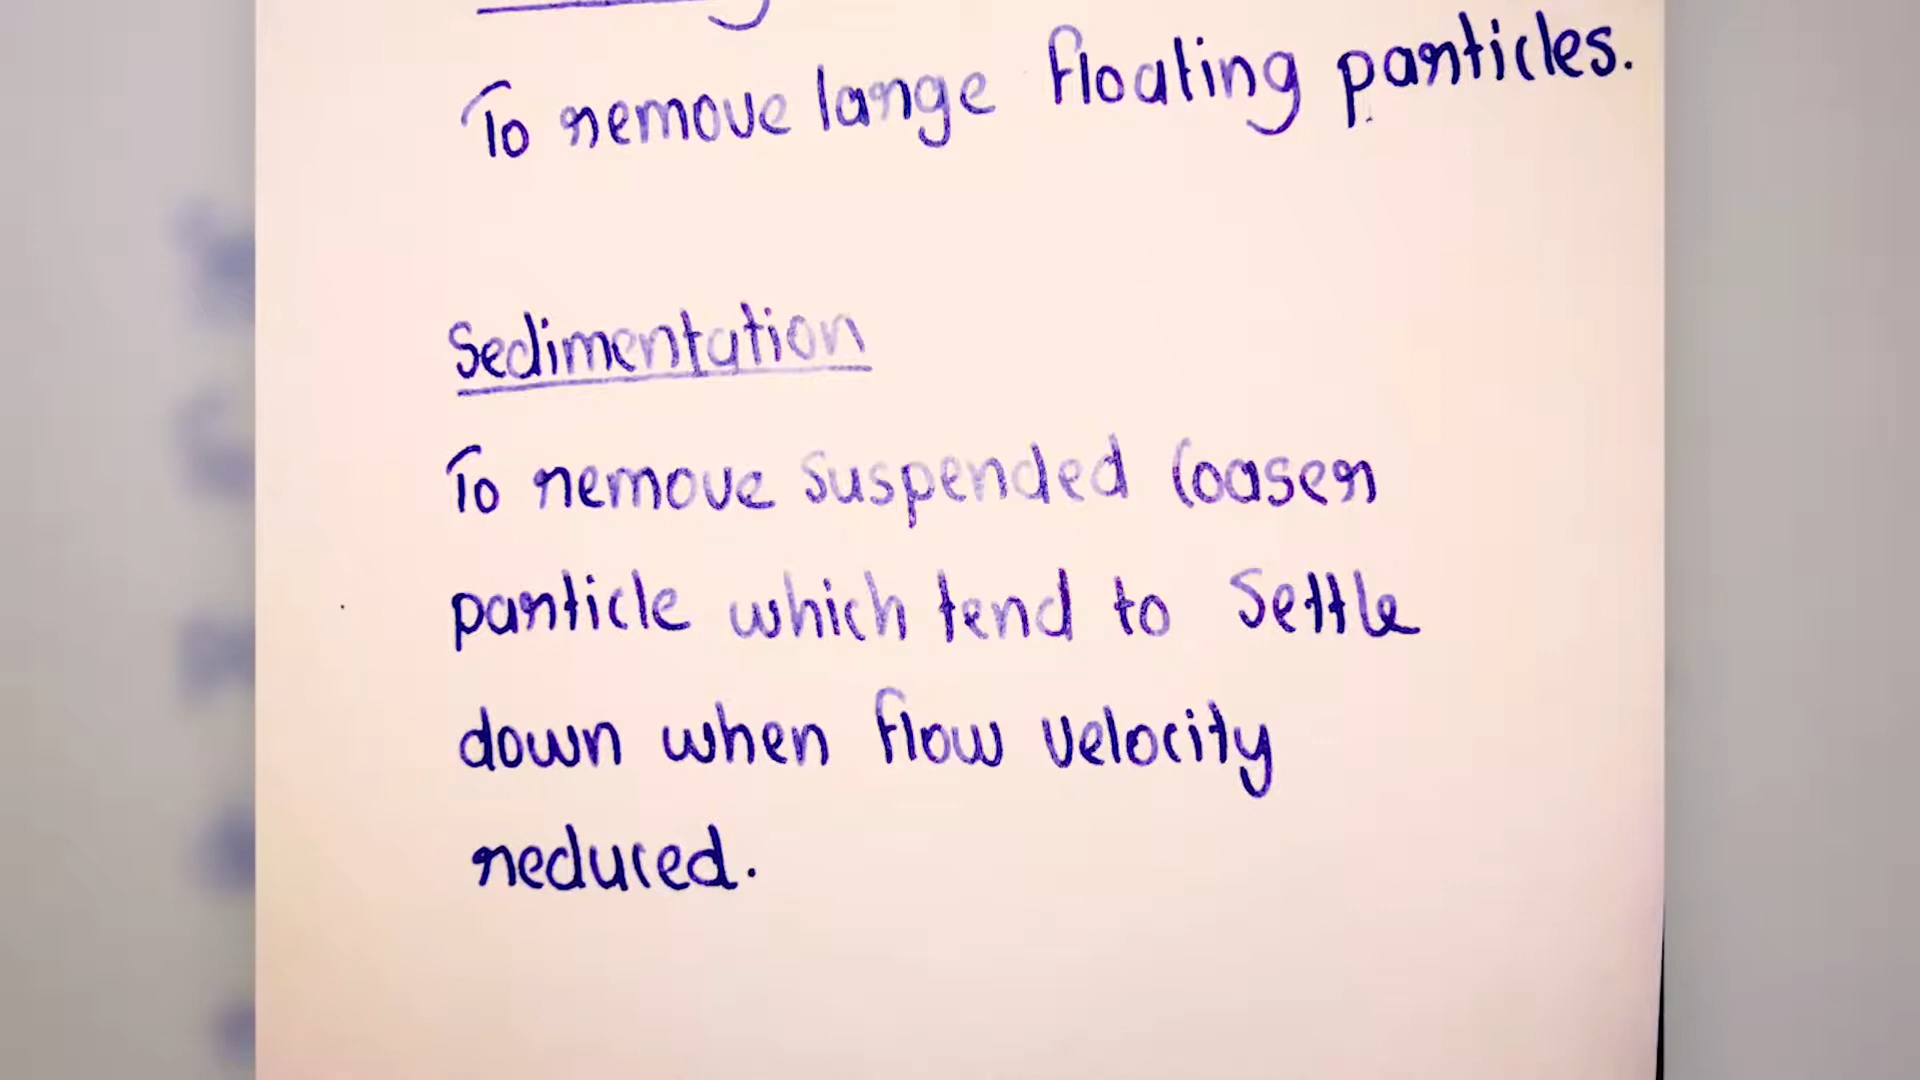 To remove large floating particles.
Sedimentation
To remove suspended coaser
particle which tend to settle
down when flow velocity
reduced.